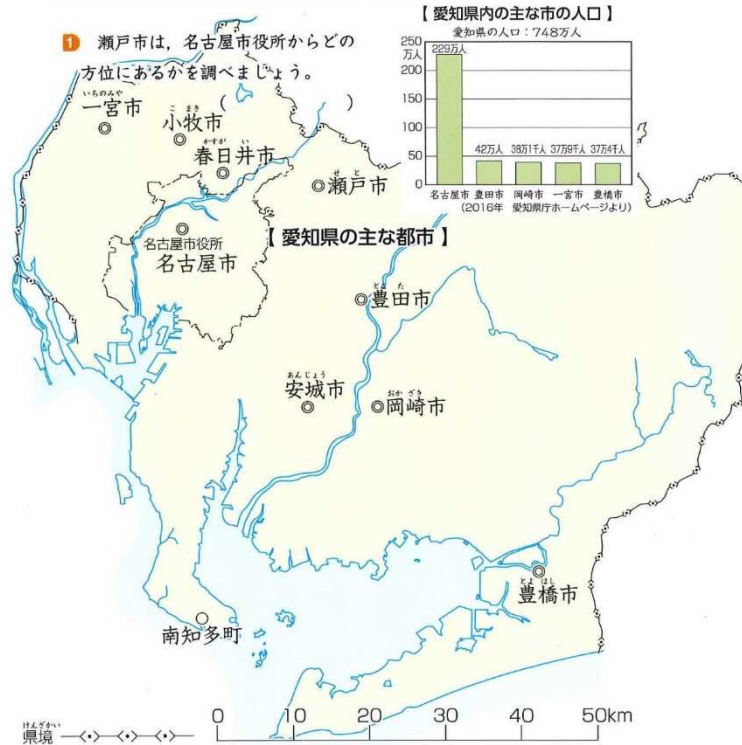 1 瀬戸市は，名古屋市役所からどの
方位にあるかを調べましょう。
（　　　　　）
【 愛知県内の主な市の人口 】
愛知県の人口：748万人
250
万人
200
150
100
50
0
229万人
42万人
38万1千人
37万9千人
37万4千人
名古屋市 豊田市 岡崎市 一宮市 豊橋市
(2016年　愛知県庁ホームページより)
いちのみや
一宮市
こまき
小牧市
かすがい
春日井市
せと
瀬戸市
名古屋市役所
名古屋市
【 愛知県の主な都市 】
とよた
豊田市
あんじょう
安城市
おかざき
岡崎市
とよはし
豊橋市
南知多町
けんざかい
県境
0 10 20 30 40 50km